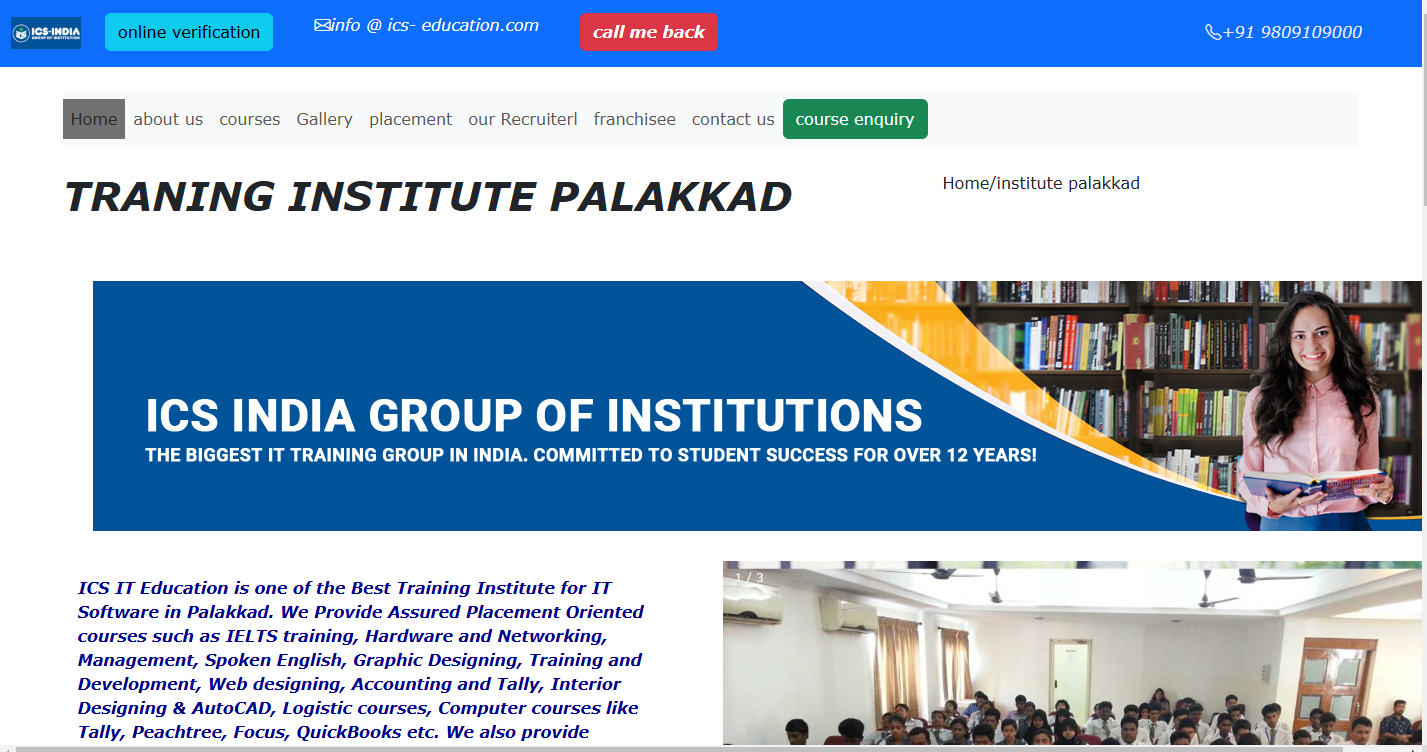 ICS-INDIA
GROUP OF INSTITUTION
online verification
info @ ics- education.com
call me back
+91 9809109000
Home about us courses Gallery placement our Recruiterl franchisee contact us course enquiry
TRANING INSTITUTE PALAKKAD
Home/institute palakkad
ICS INDIA GROUP OF INSTITUTIONS
THE BIGGEST IT TRAINING GROUP IN INDIA. COMMITTED TO STUDENT SUCCESS FOR OVER 12 YEARS!
ICS IT Education is one of the Best Training Institute for IT
Software in Palakkad. We Provide Assured Placement Oriented
courses such as IELTS training, Hardware and Networking,
Management, Spoken English, Graphic Designing, Training and
Development, Web designing, Accounting and Tally, Interior
Designing & AutoCAD, Logistic courses, Computer courses like
Tally, Peachtree, Focus, QuickBooks etc. We also provide
1 / 3